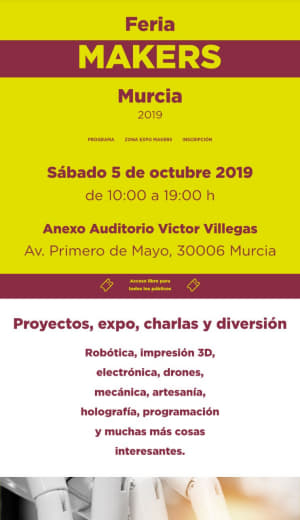 Feria
MAKERS
Murcia
2019
PROGRAMA ZONA EXPO MAKERS INSCRIPCIÓN
Sábado 5 de octubre 2019
de 10:00 a 19:00 h
Anexo Auditorio Victor Villegas
Av. Primero de Mayo, 30006 Murcia
Acceso libre para
todos los públicos
Proyectos, expo, charlas y diversión
Robótica, impresión 3D,
electrónica, drones,
mecánica, artesanía,
holografía, programación
y muchas más cosas
interesantes.